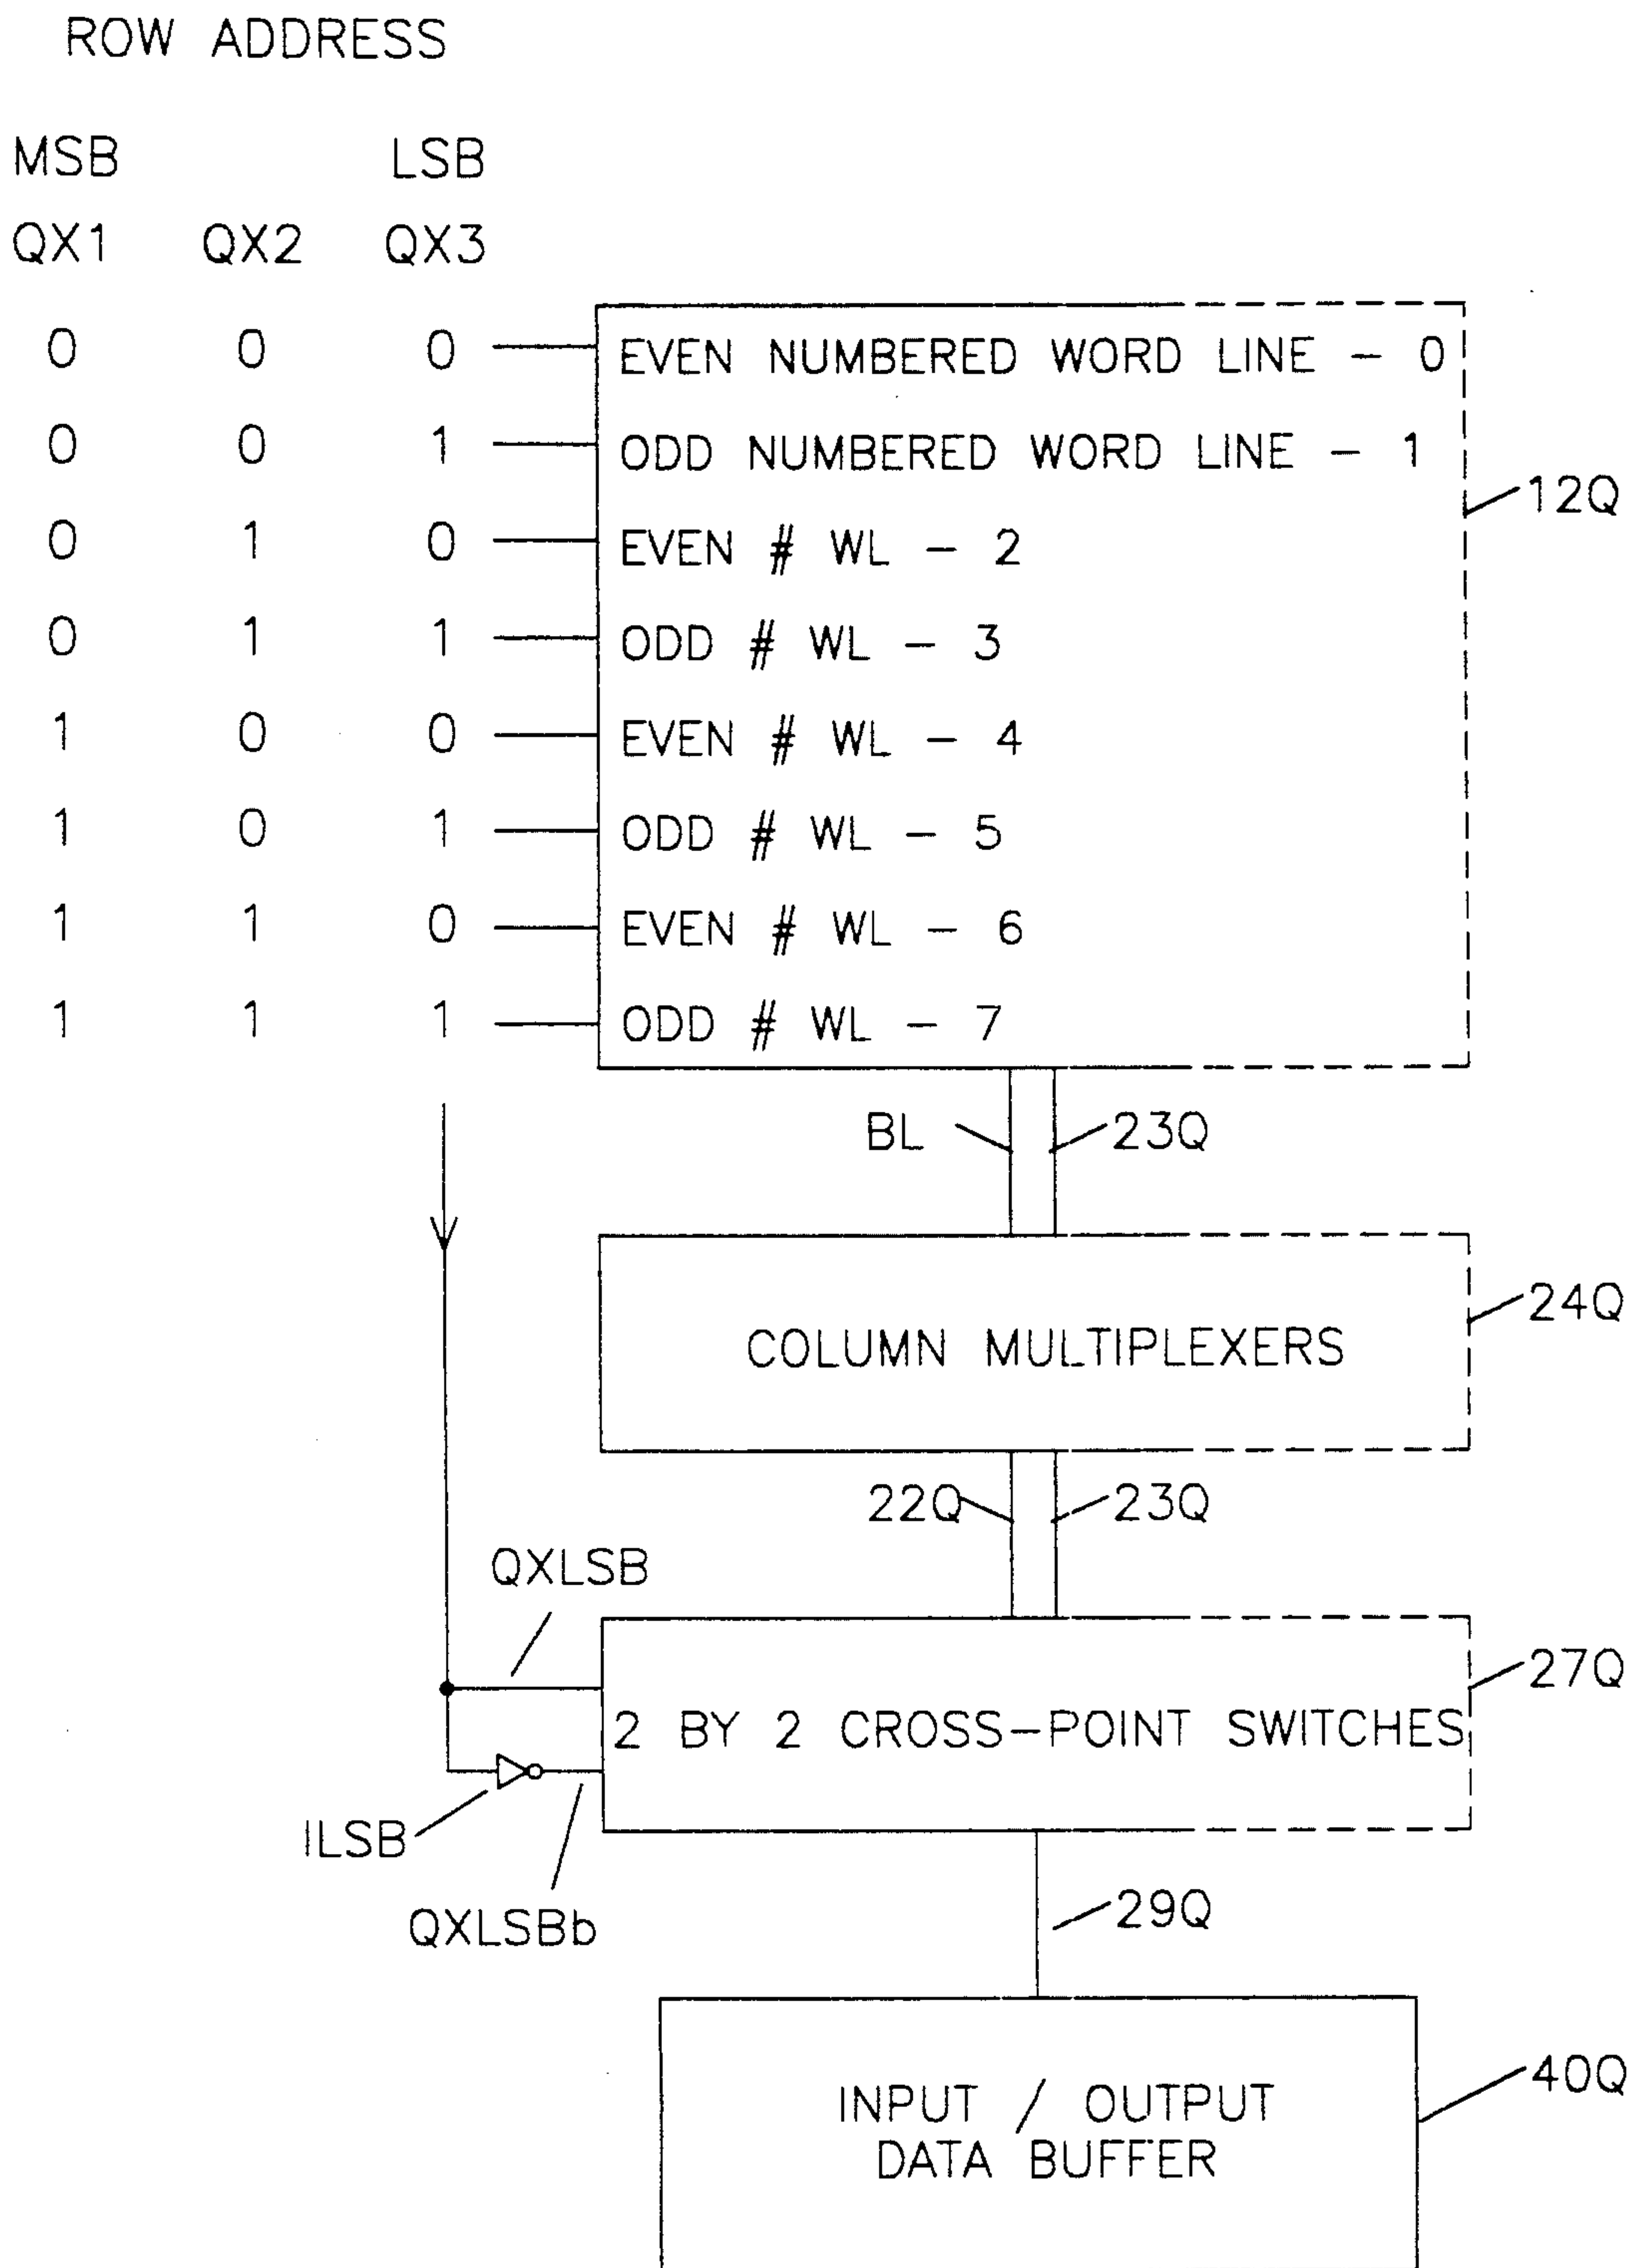 ROW ADDRESS
MSB LSB
QX1 QX2 QX3
0 0 0 EVEN NUMBERED WORD LINE - 0
0 0 1 ODD NUMBERED WORD LINE - 1
12Q
0 1 0 EVEN # WL - 2
0 1 1 ODD # WL - 3
1 0 0 EVEN # WL - 4
1 0 1 ODD # WL - 5
1 1 0 EVEN # WL - 6
1 1 1 ODD # WL - 7
BL 23Q
24Q
COLUMN MULTIPLEXERS
22Q 23Q
QXLSB
27Q
2 BY 2 CROSS-POINT SWITCHES
ILSB
QXLSBb
29Q
40Q
INPUT / OUTPUT
DATA BUFFER